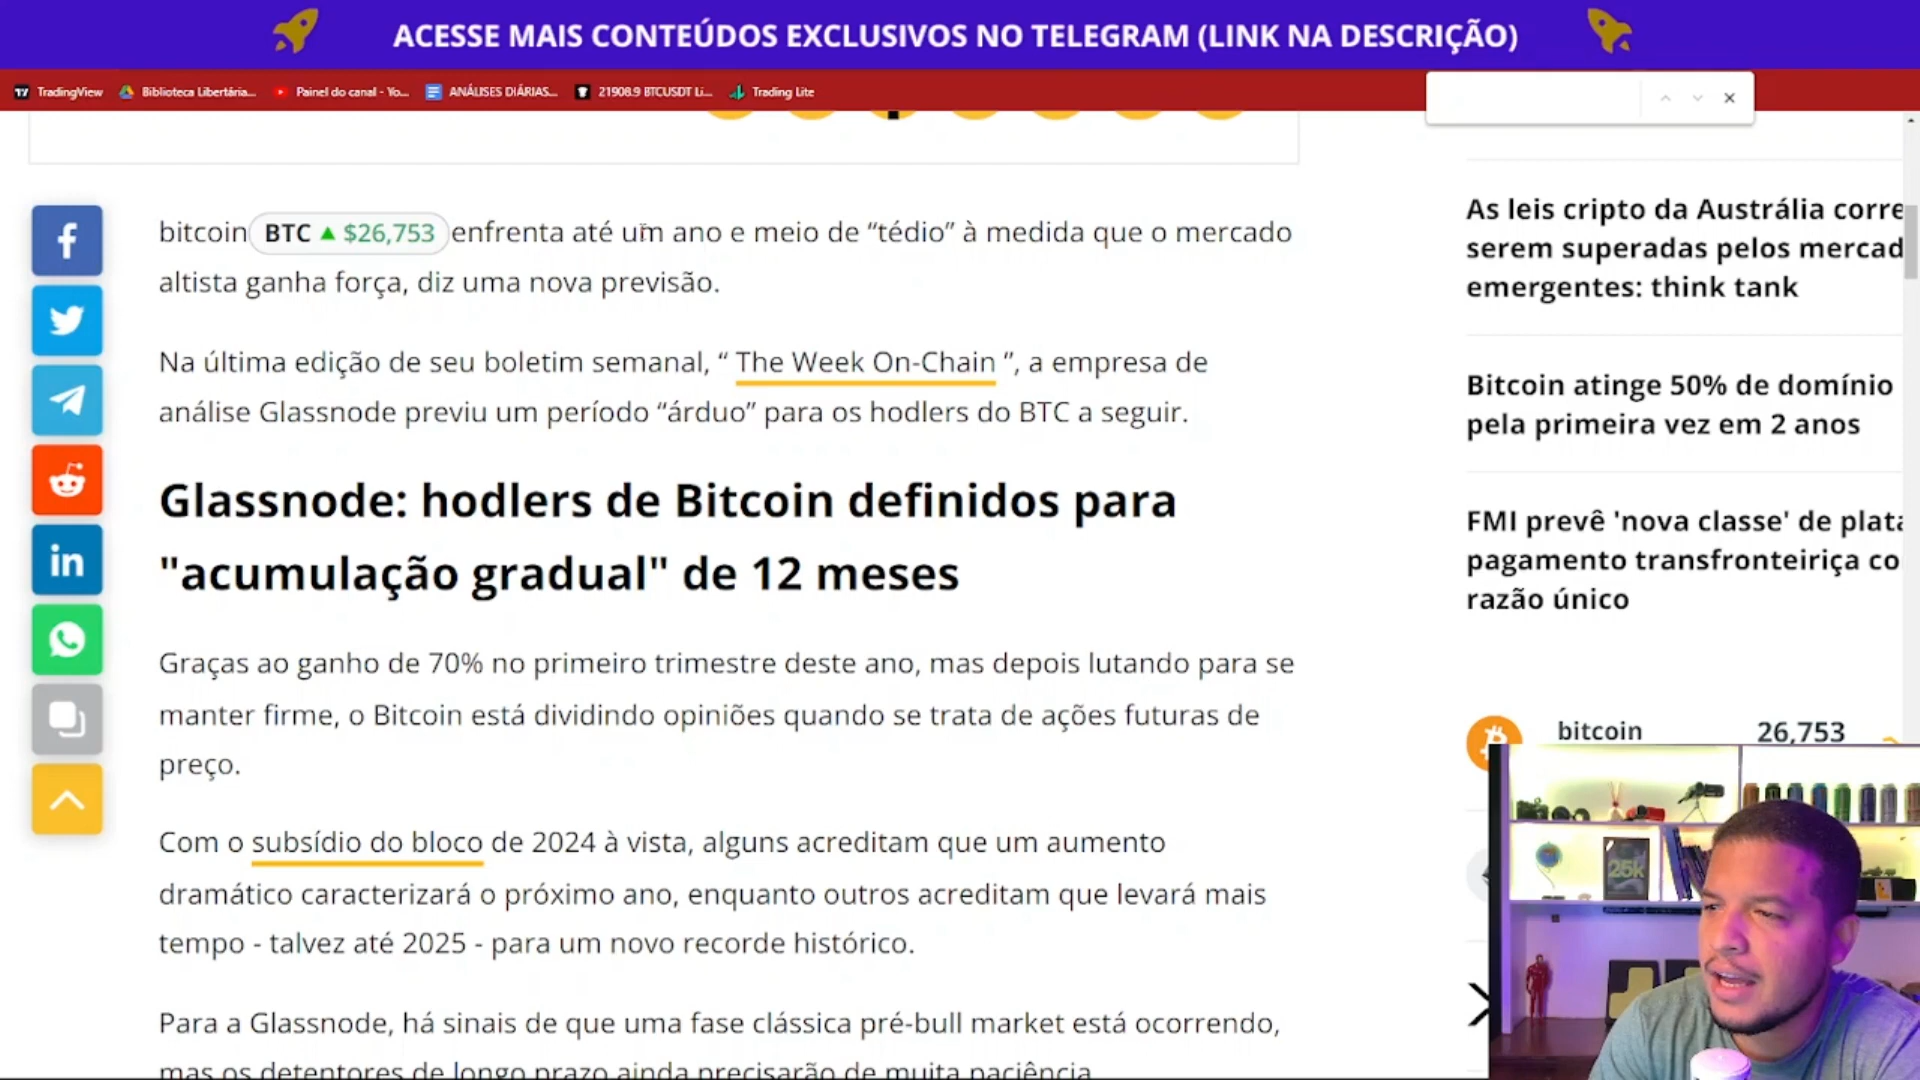 ACESSE MAIS CONTEÚDOS EXCLUSIVOS NO TELEGRAM (LINK NA DESCRIÇÃO)
TradingView
Biblioteca Libertária...
Painel do canal - Yo...
ANÁLISES DIÁRIAS...
21908.9 BTCUSDT Li...
Trading Lite
bitcoin BTC ▲ $26,753 enfrenta até um ano e meio de “tédio” à medida que o mercado
altista ganha força, diz uma nova previsão.
Na última edição de seu boletim semanal, “ The Week On-Chain ”, a empresa de
análise Glassnode previu um período “árduo” para os hodlers do BTC a seguir.
Glassnode: hodlers de Bitcoin definidos para
"acumulação gradual" de 12 meses
Graças ao ganho de 70% no primeiro trimestre deste ano, mas depois lutando para se
manter firme, o Bitcoin está dividindo opiniões quando se trata de ações futuras de
preço.
Com o subsídio do bloco de 2024 à vista, alguns acreditam que um aumento
dramático caracterizará o próximo ano, enquanto outros acreditam que levará mais
tempo - talvez até 2025 - para um novo recorde histórico.
Para a Glassnode, há sinais de que uma fase clássica pré-bull market está ocorrendo,
mas os detentores de longo prazo ainda precisarão de muita paciência.
As leis cripto da Austrália corre
serem superadas pelos mercad
emergentes: think tank
Bitcoin atinge 50% de domínio
pela primeira vez em 2 anos
FMI prevê 'nova classe' de plata
pagamento transfronteiriça co
razão único
bitcoin 26,753
25k